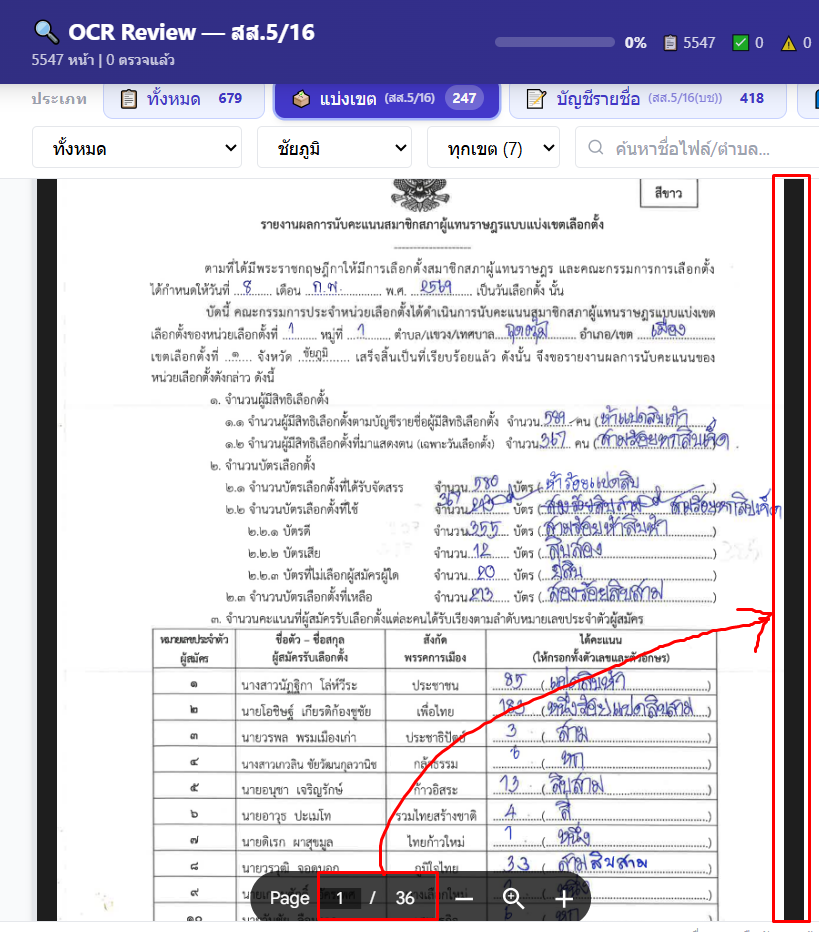 OCR Review — สส.5/16
5547 หน้า | 0 ตรวจแล้ว
0% 5547 0 0
ประเภท ทั้งหมด 679 แบ่งเขต (สส.5/16) 247 บัญชีรายชื่อ (สส.5/16(บช)) 418
ทั้งหมด ชัยภูมิ ทุกเขต (7) ค้นหาชื่อไฟล์/ตำบล...
สีขาว
รายงานผลการนับคะแนนสมาชิกสภาผู้แทนราษฎรแบบแบ่งเขตเลือกตั้ง
ตามที่ได้มีพระราชกฤษฎีกาให้มีการเลือกตั้งสมาชิกสภาผู้แทนราษฎร และคณะกรรมการการเลือกตั้ง
ได้กำหนดให้วันที่ 8 เดือน ก.พ. พ.ศ. 2569 เป็นวันเลือกตั้ง นั้น
บัดนี้ คณะกรรมการประจำหน่วยเลือกตั้งได้ดำเนินการนับคะแนนสมาชิกสภาผู้แทนราษฎรแบบแบ่งเขต
เลือกตั้งของหน่วยเลือกตั้งที่ 1 หมู่ที่ 1 ตำบล/แขวง/เทศบาล อำเภอ/เขต เมือง
เขตเลือกตั้งที่ ๑ จังหวัด ชัยภูมิ เสร็จสิ้นเป็นที่เรียบร้อยแล้ว ดังนั้น จึงขอรายงานผลการนับคะแนนของ
หน่วยเลือกตั้งดังกล่าว ดังนี้
๑. จำนวนผู้มีสิทธิเลือกตั้ง
๑.๑ จำนวนผู้มีสิทธิเลือกตั้งตามบัญชีรายชื่อผู้มีสิทธิเลือกตั้ง จำนวน คน (
๑.๒ จำนวนผู้มีสิทธิเลือกตั้งที่มาแสดงตน (เฉพาะวันเลือกตั้ง) จำนวน 367 คน (สามร้อยหกสิบเจ็ด
๒. จำนวนบัตรเลือกตั้ง
๒.๑ จำนวนบัตรเลือกตั้งที่ได้รับจัดสรร จำนวน 580 บัตร (ห้าร้อยแปดสิบ)
๒.๒ จำนวนบัตรเลือกตั้งที่ใช้ จำนวน 367 213 บัตร (สองร้อยสิบสาม สามร้อยหกสิบเจ็ด
๒.๒.๑ บัตรดี จำนวน 355 บัตร (สามร้อยห้าสิบห้า)
๒.๒.๒ บัตรเสีย จำนวน 12 บัตร (สิบสอง)
๒.๒.๓ บัตรที่ไม่เลือกผู้สมัครผู้ใด จำนวน 20 บัตร (ยี่สิบ)
๒.๓ จำนวนบัตรเลือกตั้งที่เหลือ จำนวน 213 บัตร (สองร้อยสิบสาม)
๓. จำนวนคะแนนที่ผู้สมัครรับเลือกตั้งแต่ละคนได้รับเรียงตามลำดับหมายเลขประจำตัวผู้สมัคร
หมายเลขประจำตัวผู้สมัคร ชื่อตัว – ชื่อสกุล ผู้สมัครรับเลือกตั้ง สังกัดพรรคการเมือง ได้คะแนน (ให้กรอกทั้งตัวเลขและตัวอักษร)
๑ นางสาวนัฏฐิกา โล่ห์วีระ ประชาชน 85 (แปดสิบห้า)
๒ นายโอชิษฐ์ เกียรติก้องชูชัย เพื่อไทย 183 (หนึ่งร้อยแปดสิบสาม
๓ นายวรพล พรมเมืองเก่า ประชาธิปัตย์ 3 (สาม)
๔ นางสาวเกวลิน ชัยวัฒนกุลวานิช กล้าธรรม 6 (หก)
๕ นายอนุชา เจริญรักษ์ ก้าวอิสระ 13 (สิบสาม)
๖ นายอาวุธ ปะเมโท รวมไทยสร้างชาติ 4 (สี่)
๗ นายดิเรก ผาสุขมูล ไทยก้าวใหม่ 1 (หนึ่ง)
๘ นายวรวุฒิ ภูมิใจไทย 33 (สามสิบสาม)
๙
๑๐ 6 (หก
Page 1 / 36